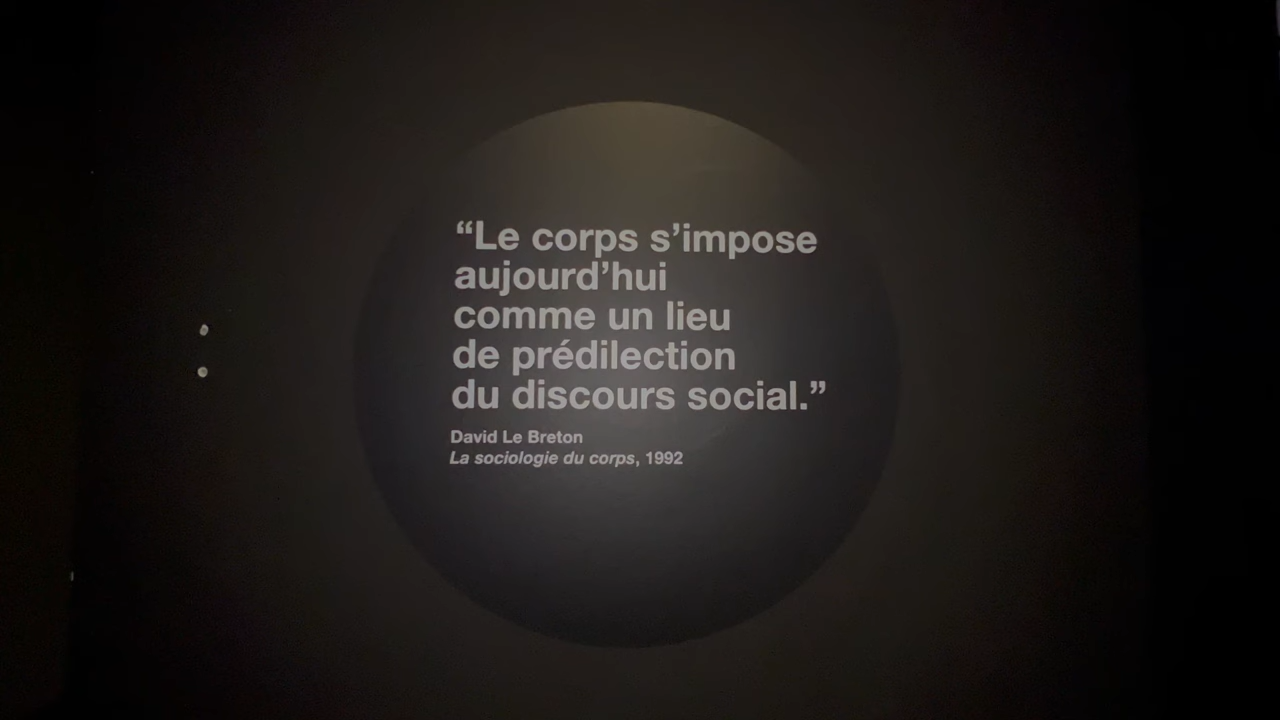 “Le corps s’impose
aujourd’hui
comme un lieu
de prédilection
du discours social.”
David Le Breton
La sociologie du corps, 1992